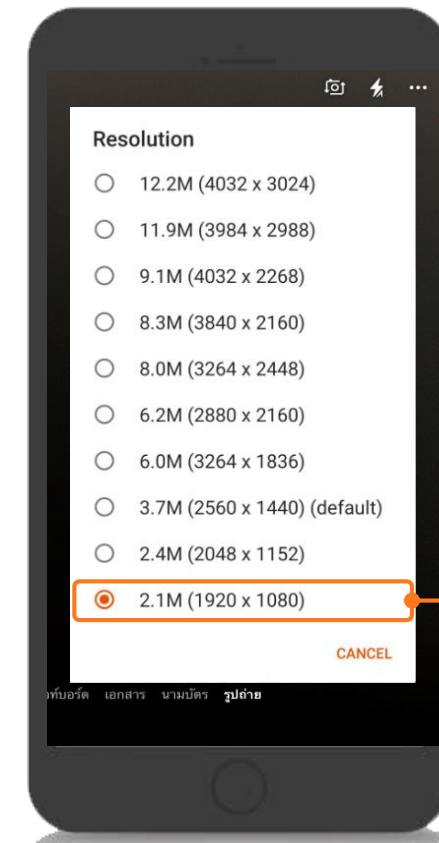 Resolution
12.2M (4032 x 3024)
11.9M (3984 x 2988)
9.1M (4032 x 2268)
8.3M (3840 x 2160)
8.0M (3264 x 2448)
6.2M (2880 x 2160)
6.0M (3264 x 1836)
3.7M (2560 x 1440) (default)
2.4M (2048 x 1152)
2.1M (1920 x 1080)
CANCEL
เอกสาร นามบัตร รูปถ่าย